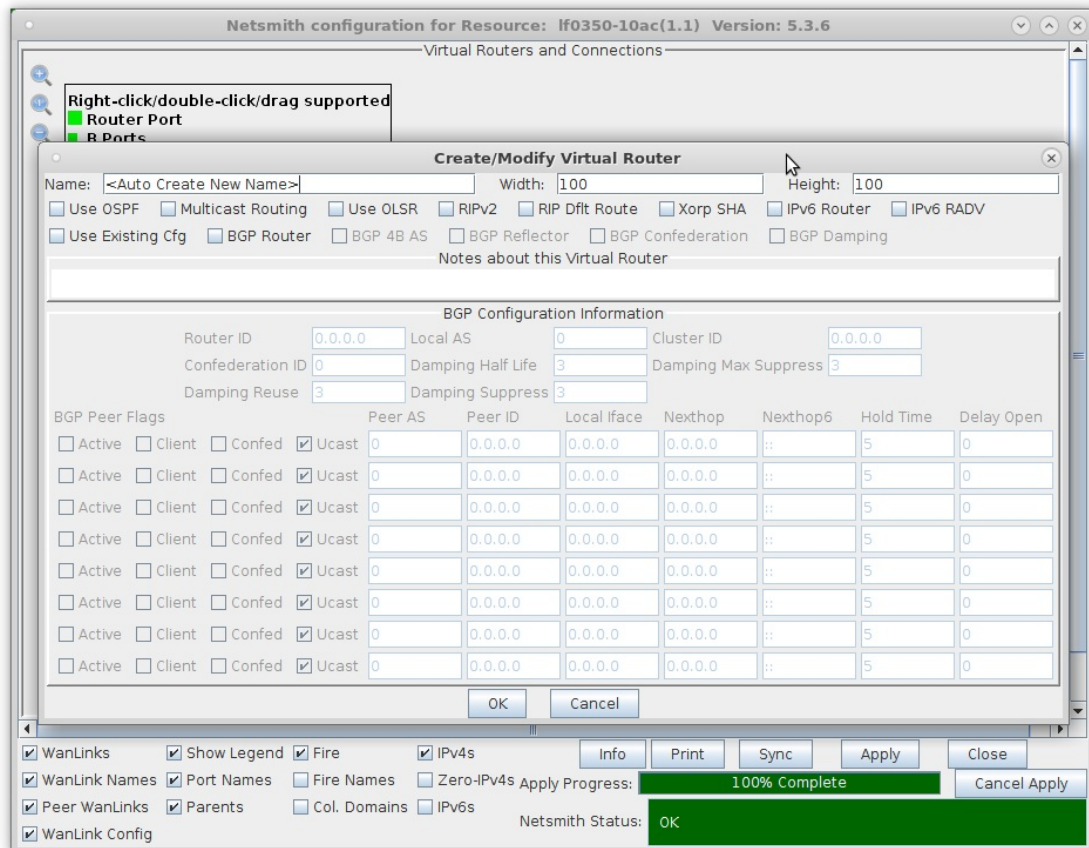 Netsmith configuration for Resource: lf0350-10ac(1.1) Version: 5.3.6
Virtual Routers and Connections
Right-click/double-click/drag supported
Router Port
R Ports
Create/Modify Virtual Router
Name: <Auto Create New Name> Width: 100 Height: 100
Use OSPF Multicast Routing Use OLSR RIPv2 RIP Dflt Route Xorp SHA IPv6 Router IPv6 RADV
Use Existing Cfg BGP Router BGP 4B AS BGP Reflector BGP Confederation BGP Damping
Notes about this Virtual Router
BGP Configuration Information
Router ID 0.0.0.0 Local AS 0 Cluster ID 0.0.0.0
Confederation ID 0 Damping Half Life 3 Damping Max Suppress 3
Damping Reuse 3 Damping Suppress 3
BGP Peer Flags Peer AS Peer ID Local Iface Nexthop Nexthop6 Hold Time Delay Open
Active Client Confed Ucast 0 0.0.0.0 0.0.0.0 0.0.0.0 :: 5 0
Active Client Confed Ucast 0 0.0.0.0 0.0.0.0 0.0.0.0 :: 5 0
Active Client Confed Ucast 0 0.0.0.0 0.0.0.0 0.0.0.0 :: 5 0
Active Client Confed Ucast 0 0.0.0.0 0.0.0.0 0.0.0.0 :: 5 0
Active Client Confed Ucast 0 0.0.0.0 0.0.0.0 0.0.0.0 :: 5 0
Active Client Confed Ucast 0 0.0.0.0 0.0.0.0 0.0.0.0 :: 5 0
Active Client Confed Ucast 0 0.0.0.0 0.0.0.0 0.0.0.0 :: 5 0
Active Client Confed Ucast 0 0.0.0.0 0.0.0.0 0.0.0.0 :: 5 0
OK Cancel
WanLinks Show Legend Fire IPv4s Info Print Sync Apply Close
WanLink Names Port Names Fire Names Zero-IPv4s Apply Progress: 100% Complete Cancel Apply
Peer WanLinks Parents Col. Domains IPv6s
Netsmith Status: OK
WanLink Config